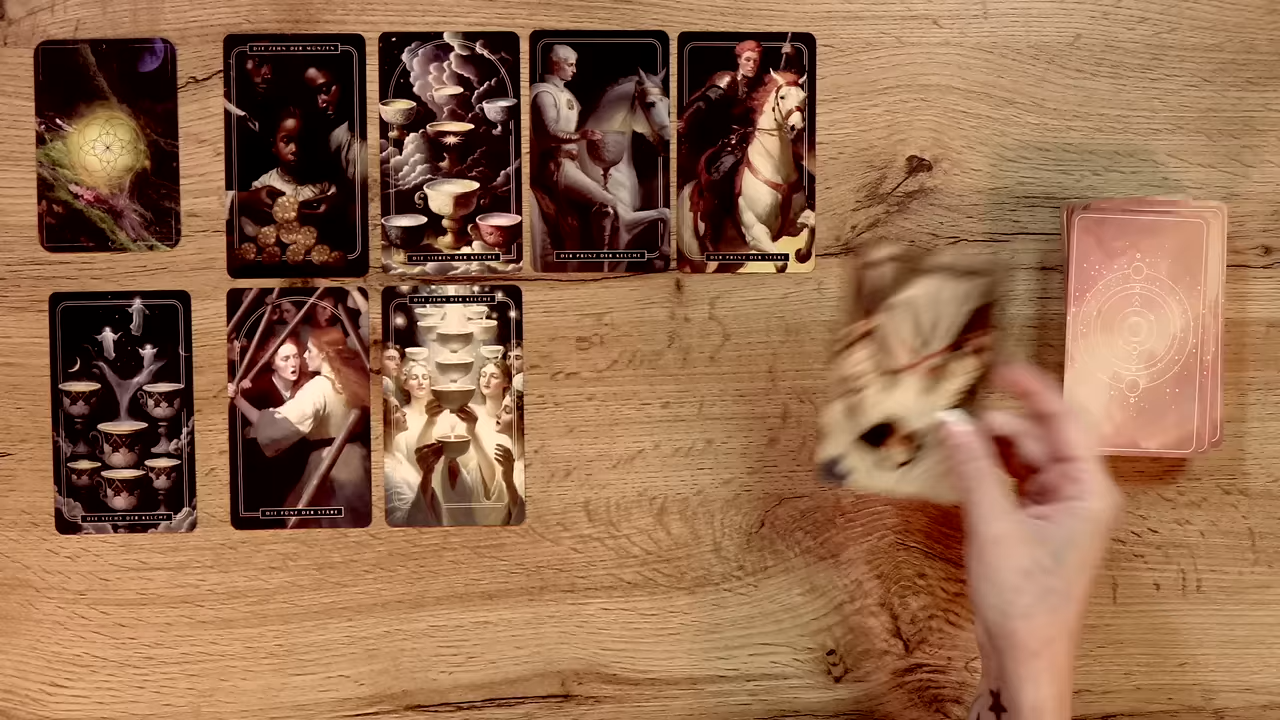 DIE ZEHN DER MÜNZEN
DIE SIEBEN DER KELCHE
DER PRINZ DER KELCHE
DER PRINZ DER STÄBE
DIE SECHS DER KELCHE
DIE FÜNF DER STÄBE
DIE ZEHN DER KELCHE